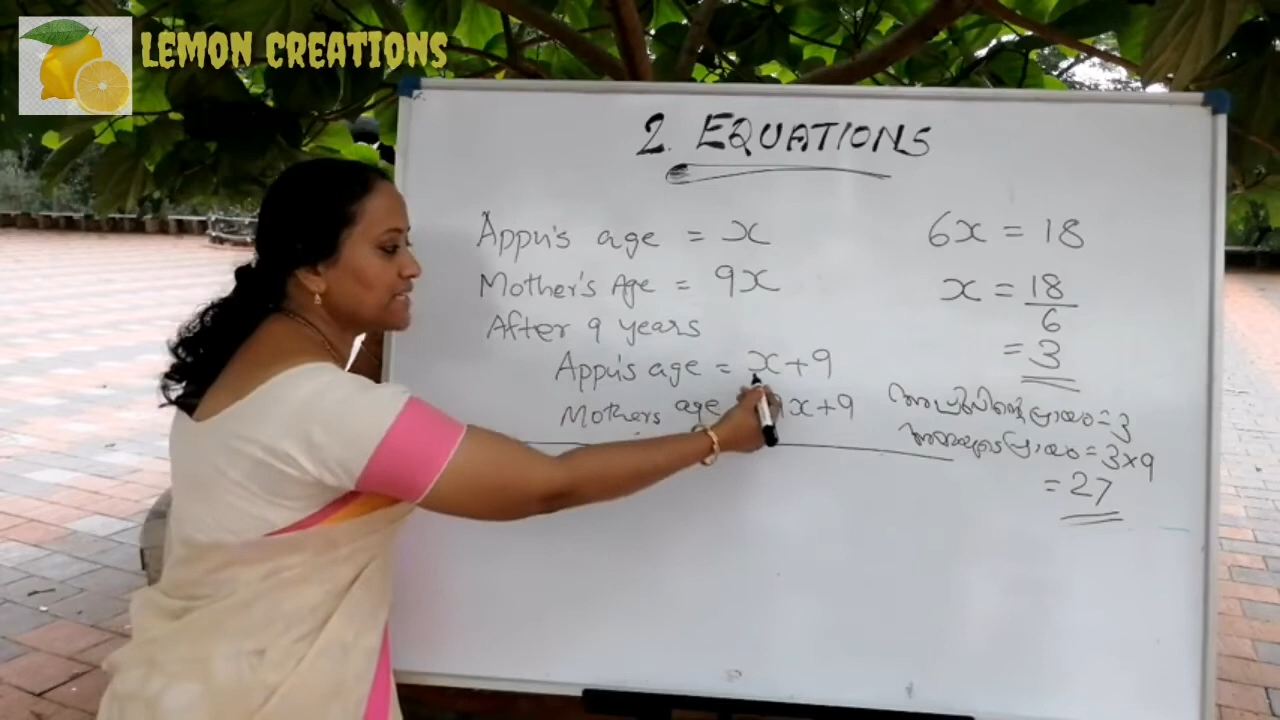 LEMON CREATIONS
2. EQUATIONS
Appu's age = x
Mother's Age = 9x
After 9 years
Appu's age = x+9
Mothers age 9x+9
6x = 18
x = 18
6
= 3
അപ്പുവിന്റെ പ്രായം = 3
അമ്മയുടെ പ്രായം = 3×9
= 27